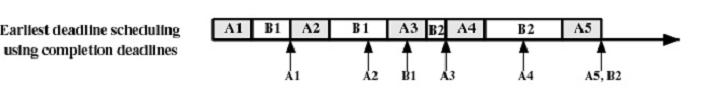 Earliest deadline scheduling
using completion deadlines
A1 B1 A2 B1 A3 B2 A4 B2 A5
A1 A2 B1 A3 A4 A5, B2